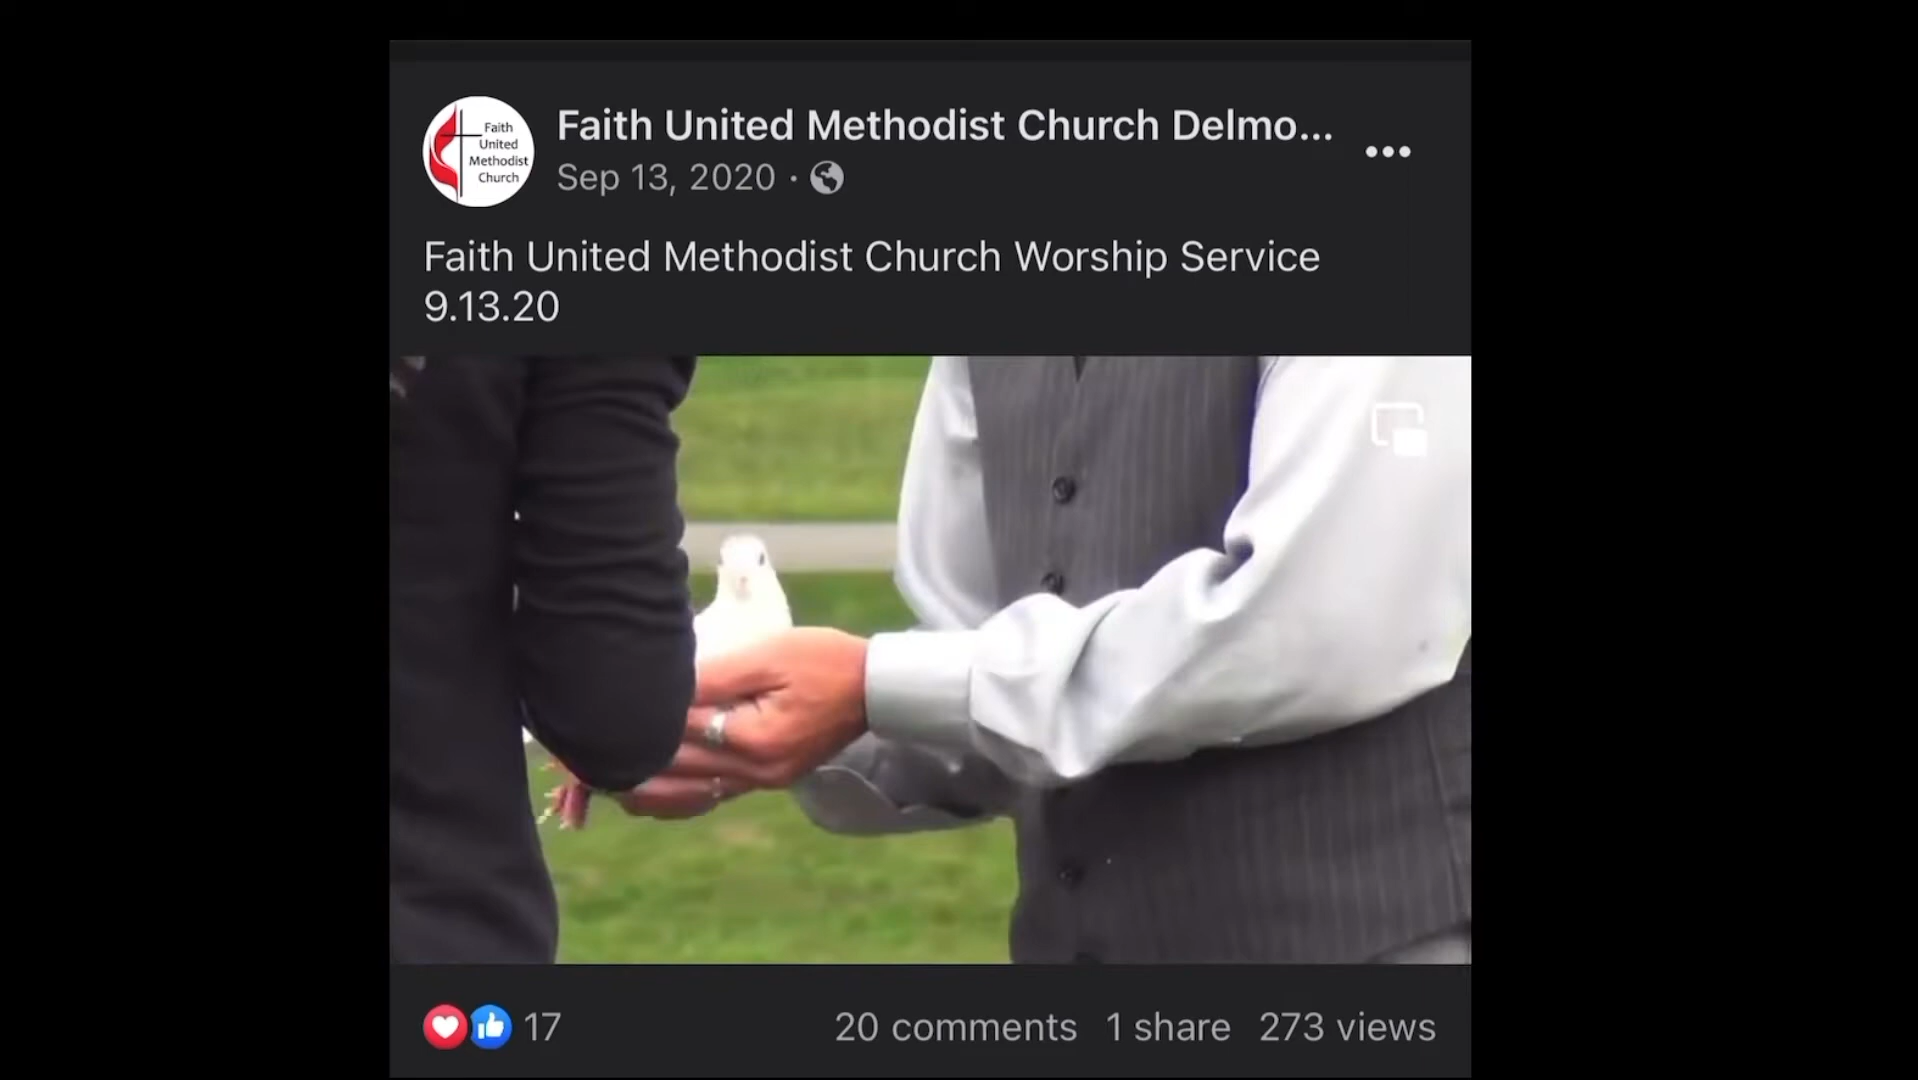 Faith
United
Methodist
Church
Faith United Methodist Church Delmo...
Sep 13, 2020 ·
Faith United Methodist Church Worship Service
9.13.20
17
20 comments 1 share 273 views